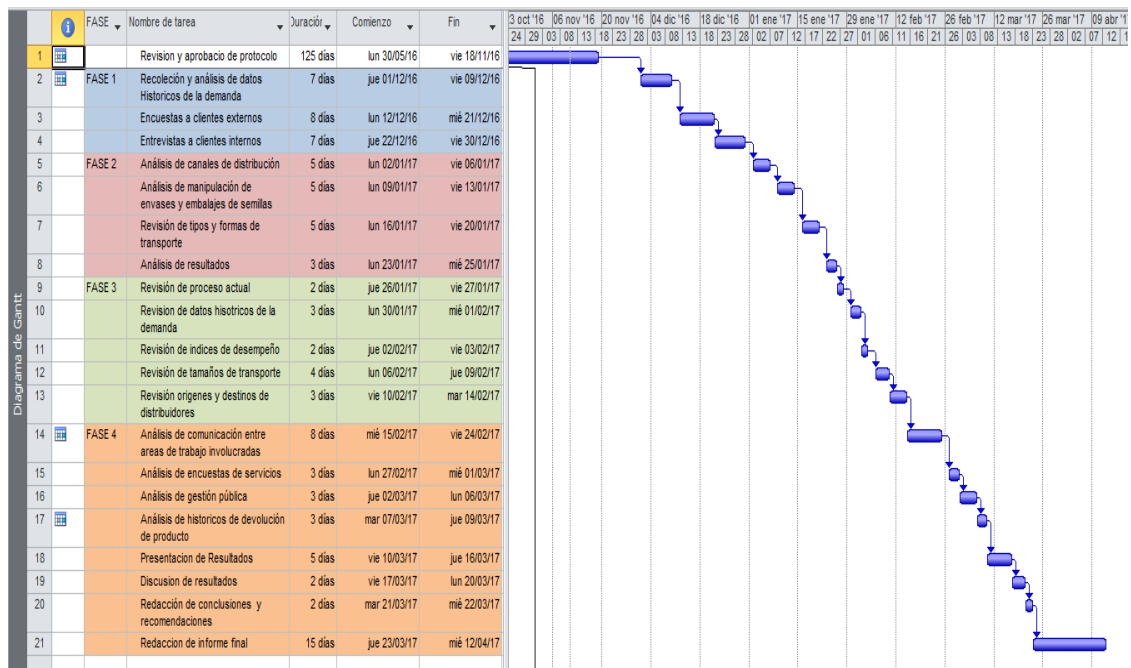 FASE Nombre de tarea Duración Comienzo Fin 3 oct '16 06 nov '16 20 nov '16 04 dic '16 18 dic '16 01 ene '17 15 ene '17 29 ene '17 12 feb '17 26 feb '17 12 mar '17 26 mar '17 09 abr '17
24 29 03 08 13 18 23 28 03 08 13 18 23 28 02 07 12 17 22 27 01 06 11 16 21 26 03 08 13 18 23 28 02 07 12
1 Revision y aprobacio de protocolo 125 días lun 30/05/16 vie 18/11/16
2 FASE 1 Recoleción y análisis de datos 7 días jue 01/12/16 vie 09/12/16
Historicos de la demanda
3 Encuestas a clientes externos 8 días lun 12/12/16 mié 21/12/16
4 Entrevistas a clientes internos 7 días jue 22/12/16 vie 30/12/16
5 FASE 2 Análisis de canales de distribución 5 días lun 02/01/17 vie 06/01/17
6 Análisis de manipulación de 5 días lun 09/01/17 vie 13/01/17
envases y embalajes de semillas
7 Revisión de tipos y formas de 5 días lun 16/01/17 vie 20/01/17
transporte
8 Análisis de resultados 3 días lun 23/01/17 mié 25/01/17
9 FASE 3 Revisión de proceso actual 2 días jue 26/01/17 vie 27/01/17
10 Revision de datos hisotricos de la 3 días lun 30/01/17 mié 01/02/17
demanda
11 Revisión de indices de desempeño 2 días jue 02/02/17 vie 03/02/17
12 Revisión de tamaños de transporte 4 días lun 06/02/17 jue 09/02/17
13 Revisión origenes y destinos de 3 días vie 10/02/17 mar 14/02/17
distribuidores
14 FASE 4 Análisis de comunicación entre 8 días mié 15/02/17 vie 24/02/17
areas de trabajo involucradas
15 Análisis de encuestas de servicios 3 días lun 27/02/17 mié 01/03/17
16 Análisis de gestión pública 3 días jue 02/03/17 lun 06/03/17
17 Análisis de historicos de devolución 3 días mar 07/03/17 jue 09/03/17
de producto
18 Presentacion de Resultados 5 días vie 10/03/17 jue 16/03/17
19 Discusion de resultados 2 días vie 17/03/17 lun 20/03/17
20 Redacción de conclusiones y 2 días mar 21/03/17 mié 22/03/17
recomendaciones
21 Redaccion de informe final 15 días jue 23/03/17 mié 12/04/17
Diagrama de Gantt